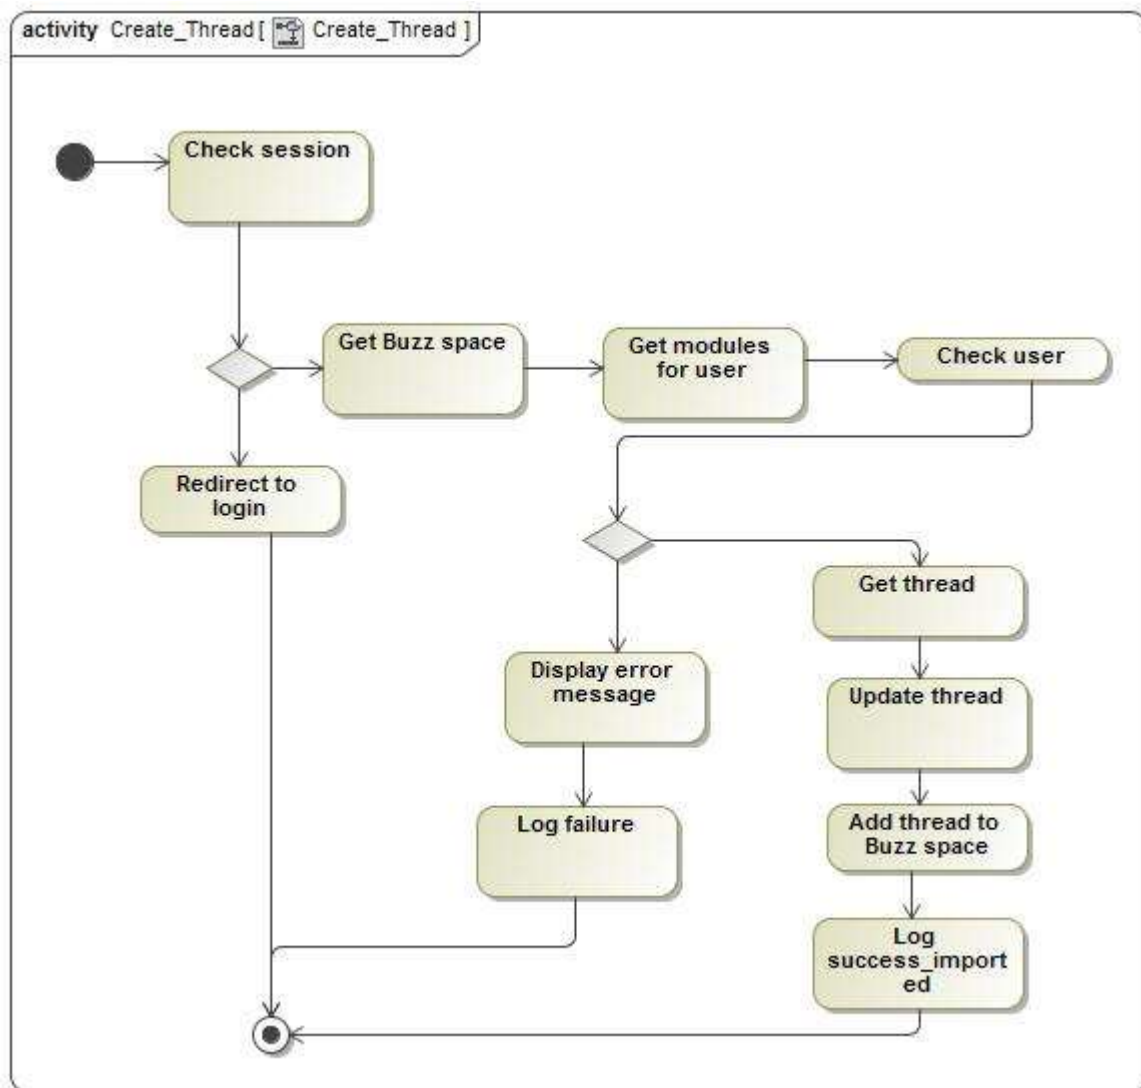 activity Create_Thread [ Create_Thread ]
Check session
Get Buzz space
Get modules
for user
Check user
Redirect to
login
Get thread
Display error
message
Update thread
Log failure
Add thread to
Buzz space
Log
success_import
ed